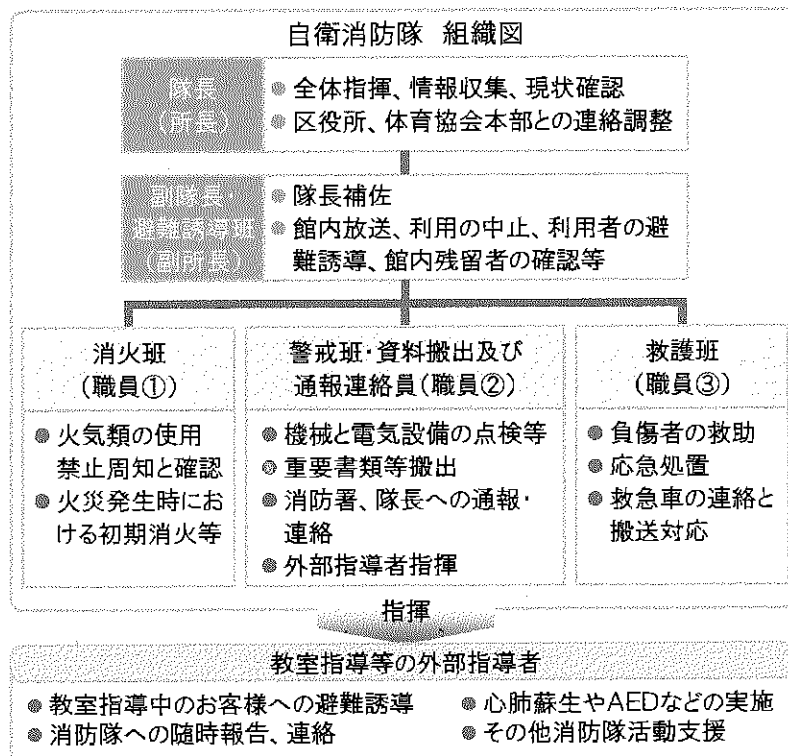 自衛消防隊 組織図
隊長
(所長)
● 全体指揮、情報収集、現状確認
● 区役所、体育協会本部との連絡調整
副隊長・
避難誘導班
(副所長)
● 隊長補佐
● 館内放送、利用の中止、利用者の避
難誘導、館内残留者の確認等
消火班
(職員①)
● 火気類の使用
禁止周知と確認
● 火災発生時にお
ける初期消火等
警戒班・資料搬出及び
通報連絡員(職員②)
● 機械と電気設備の点検等
● 重要書類等搬出
● 消防署、隊長への通報・
連絡
● 外部指導者指揮
救護班
(職員③)
● 負傷者の救助
● 応急処置
● 救急車の連絡と
搬送対応
指揮
教室指導等の外部指導者
● 教室指導中のお客様への避難誘導
● 消防隊への随時報告、連絡
● 心肺蘇生やAEDなどの実施
● その他消防隊活動支援